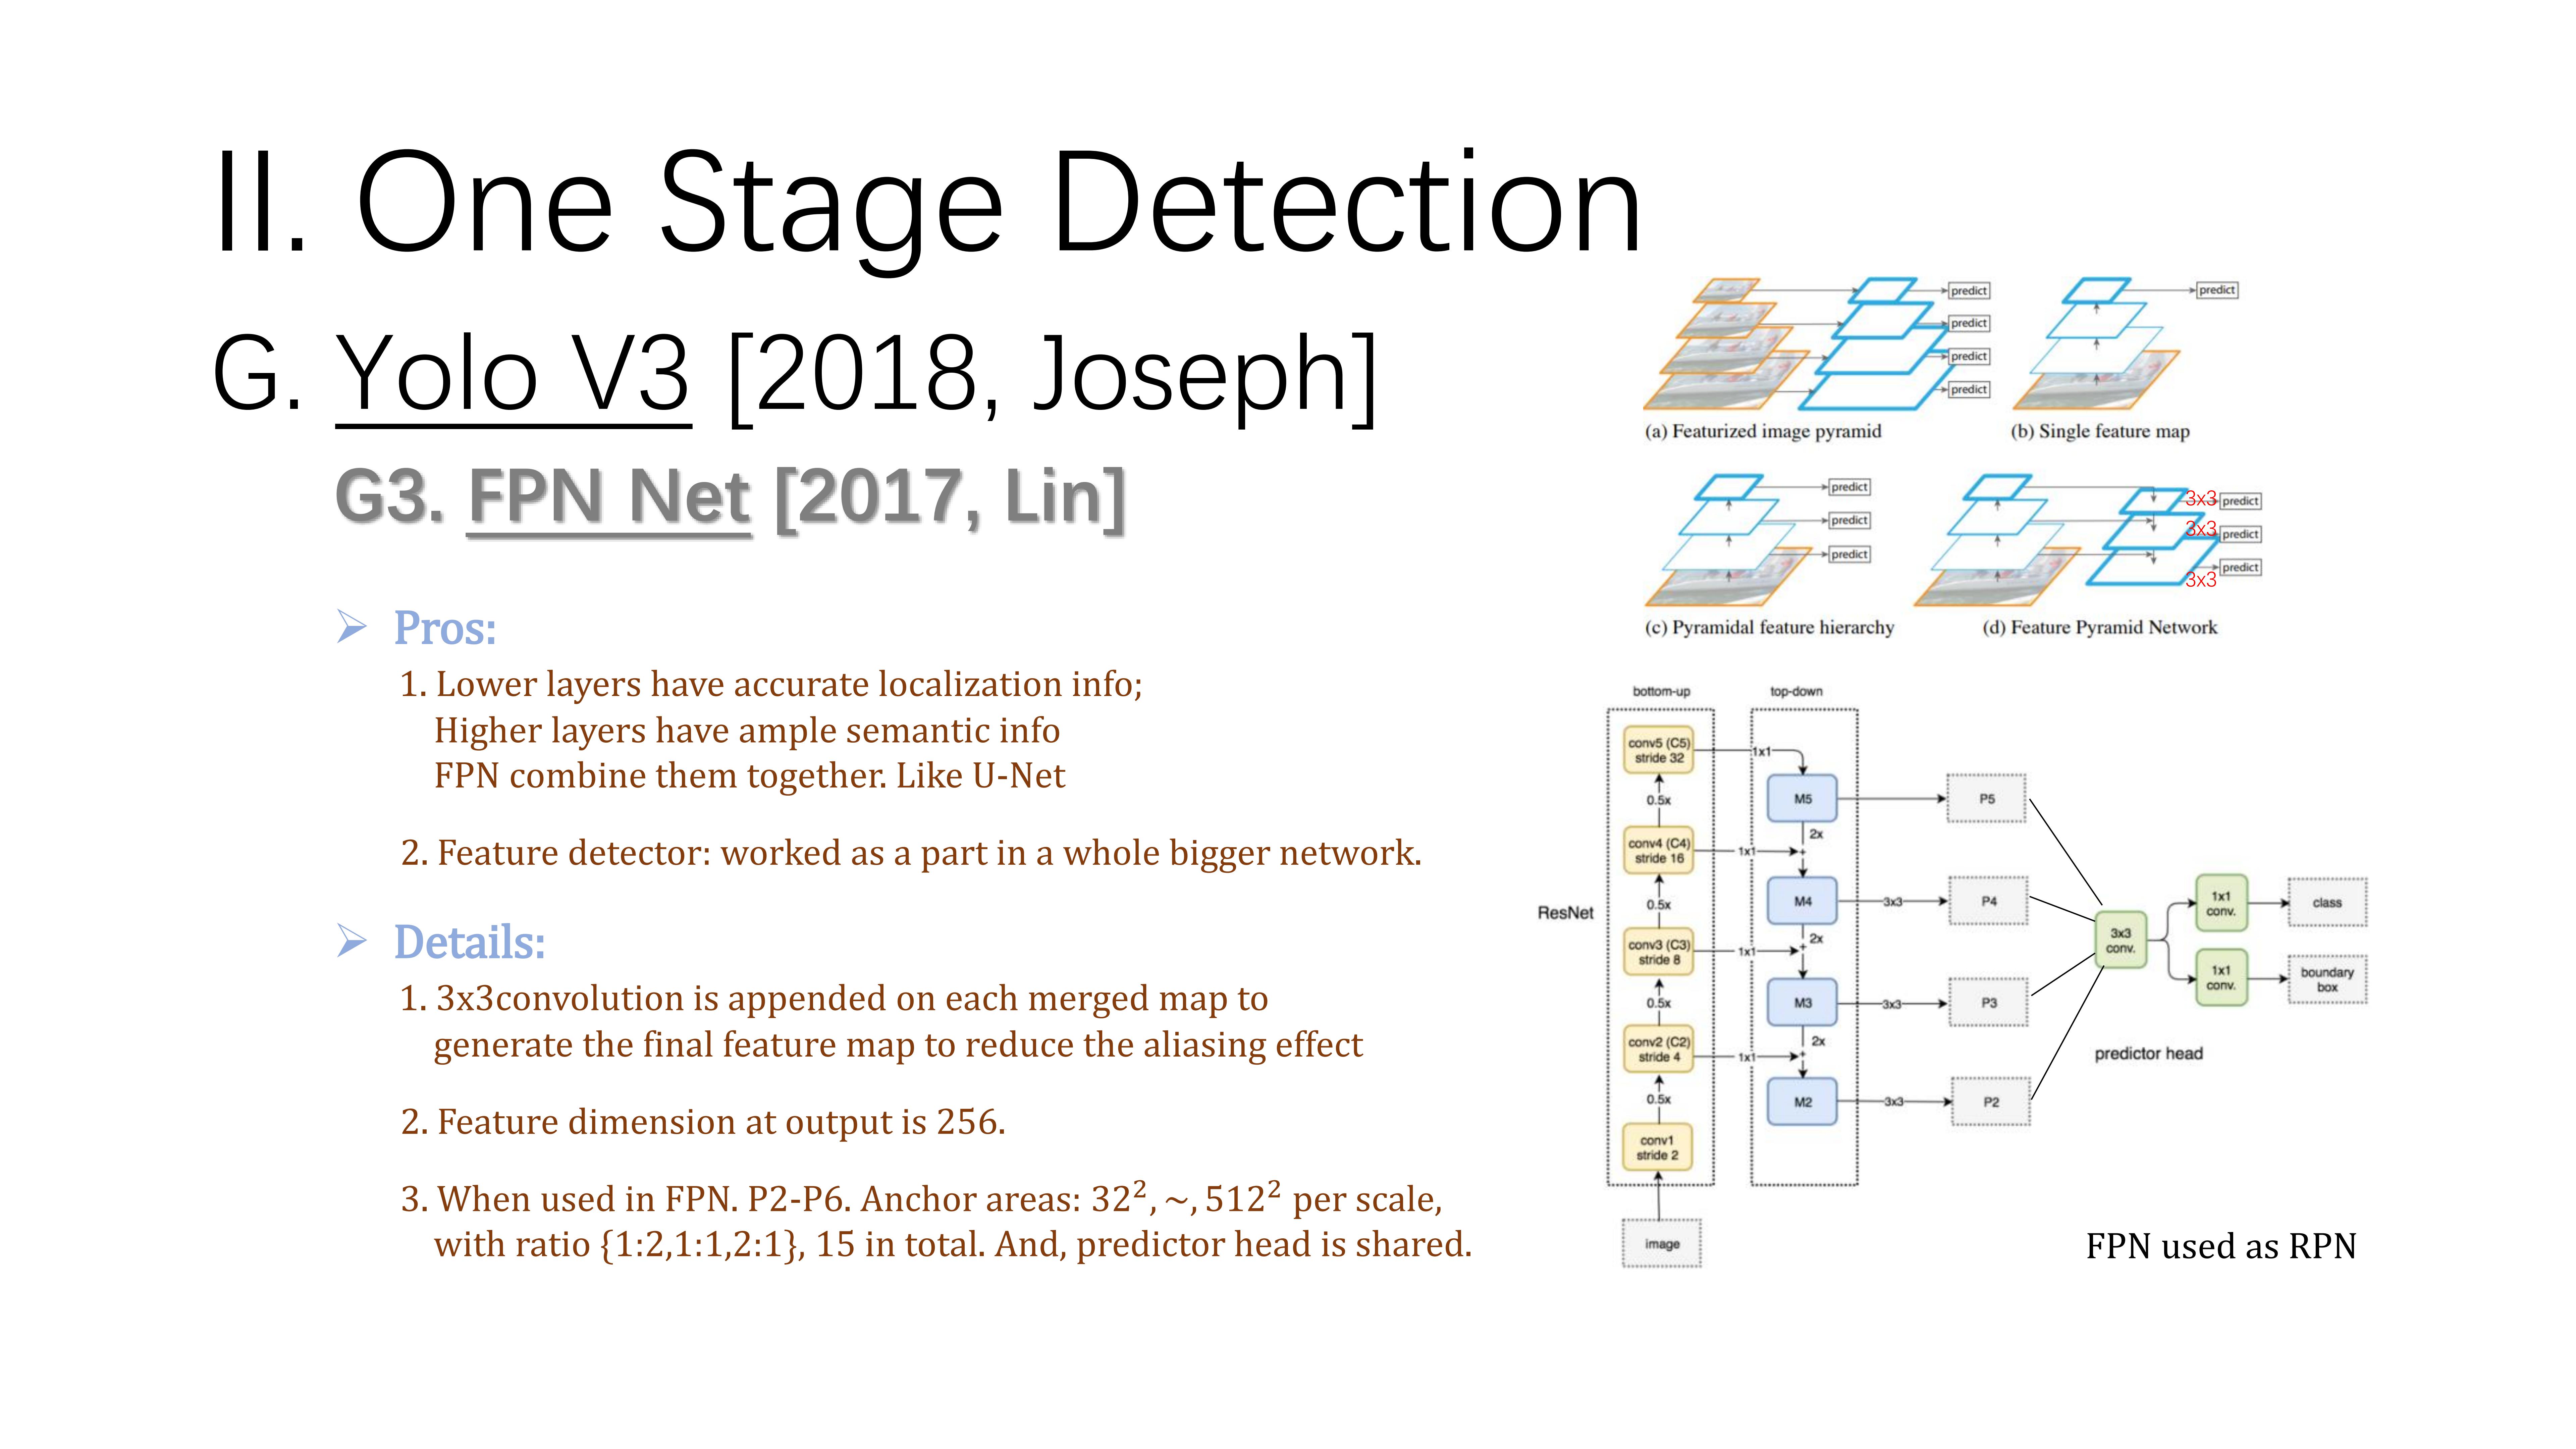 II. One Stage Detection
G. Yolo V3 [2018, Joseph]
G3. FPN Net [2017, Lin]
➢ Pros:
1. Lower layers have accurate localization info;
Higher layers have ample semantic info
FPN combine them together. Like U-Net
2. Feature detector: worked as a part in a whole bigger network.
➢ Details:
1. 3x3convolution is appended on each merged map to
generate the final feature map to reduce the aliasing effect
2. Feature dimension at output is 256.
3. When used in FPN. P2-P6. Anchor areas: 32², ~, 512² per scale,
with ratio {1:2,1:1,2:1}, 15 in total. And, predictor head is shared.
predict
predict
predict
predict
(a) Featurized image pyramid
predict
(b) Single feature map
predict
predict
predict
(c) Pyramidal feature hierarchy
3x3 predict
3x3 predict
3x3 predict
(d) Feature Pyramid Network
bottom-up
top-down
ResNet
conv5 (C5)
stride 32
0.5x
conv4 (C4)
stride 16
0.5x
conv3 (C3)
stride 8
0.5x
conv2 (C2)
stride 4
0.5x
conv1
stride 2
image
1x1
1x1
1x1
1x1
M5
2x
+
M4
2x
+
M3
2x
+
M2
3x3
3x3
3x3
P5
P4
P3
P2
3x3
conv.
1x1
conv.
class
1x1
conv.
boundary
box
predictor head
FPN used as RPN